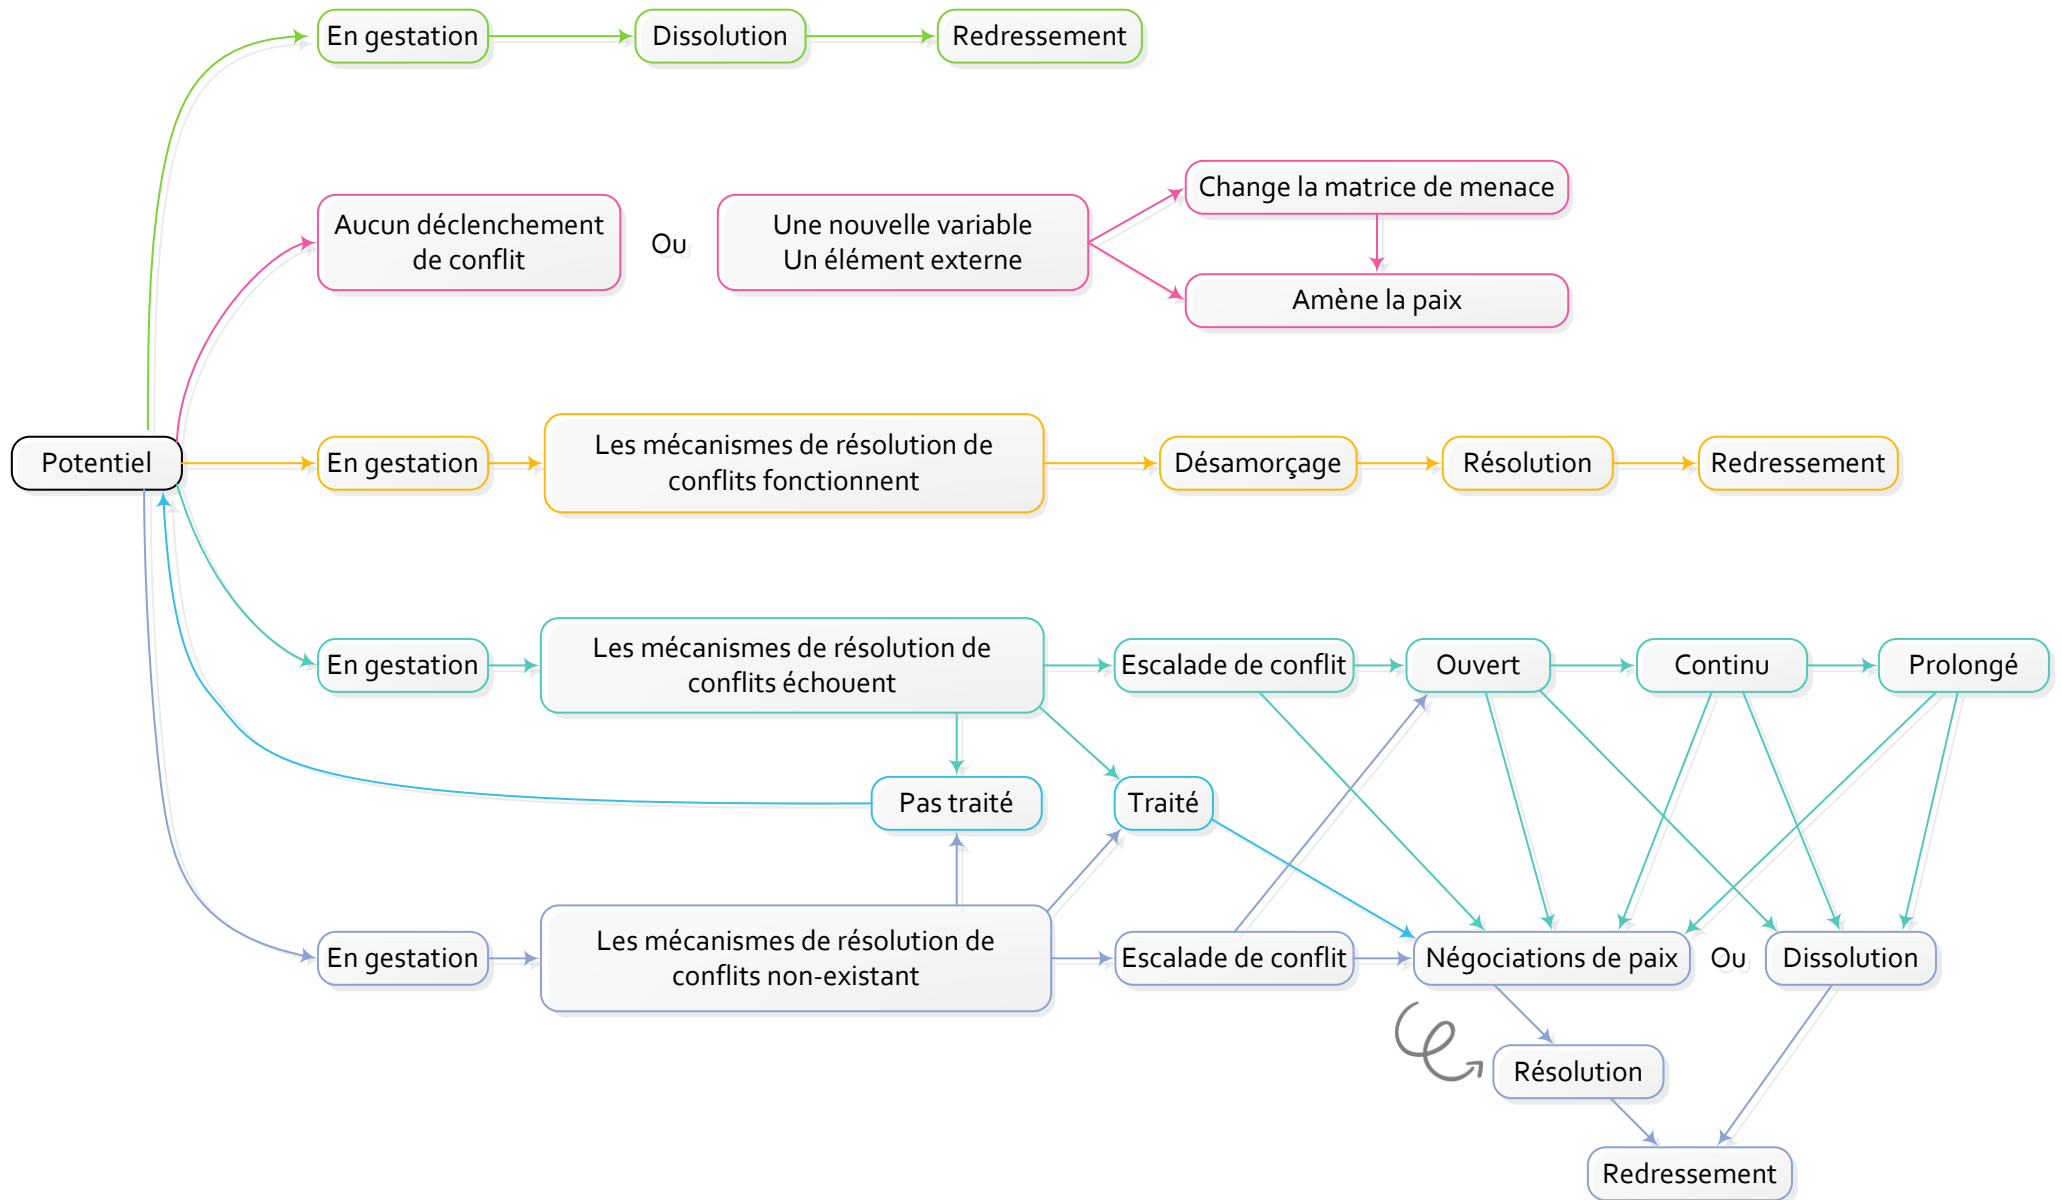 En gestation
Dissolution
Redressement
Change la matrice de menace
Aucun déclenchement
de conflit
Ou
Une nouvelle variable
Un élément externe
Amène la paix
Potentiel
En gestation
Les mécanismes de résolution de
conflits fonctionnent
Désamorçage
Résolution
Redressement
En gestation
Les mécanismes de résolution de
conflits échouent
Escalade de conflit
Ouvert
Continu
Prolongé
Pas traité
Traité
En gestation
Les mécanismes de résolution de
conflits non-existant
Escalade de conflit
Négociations de paix
Ou
Dissolution
Résolution
Redressement